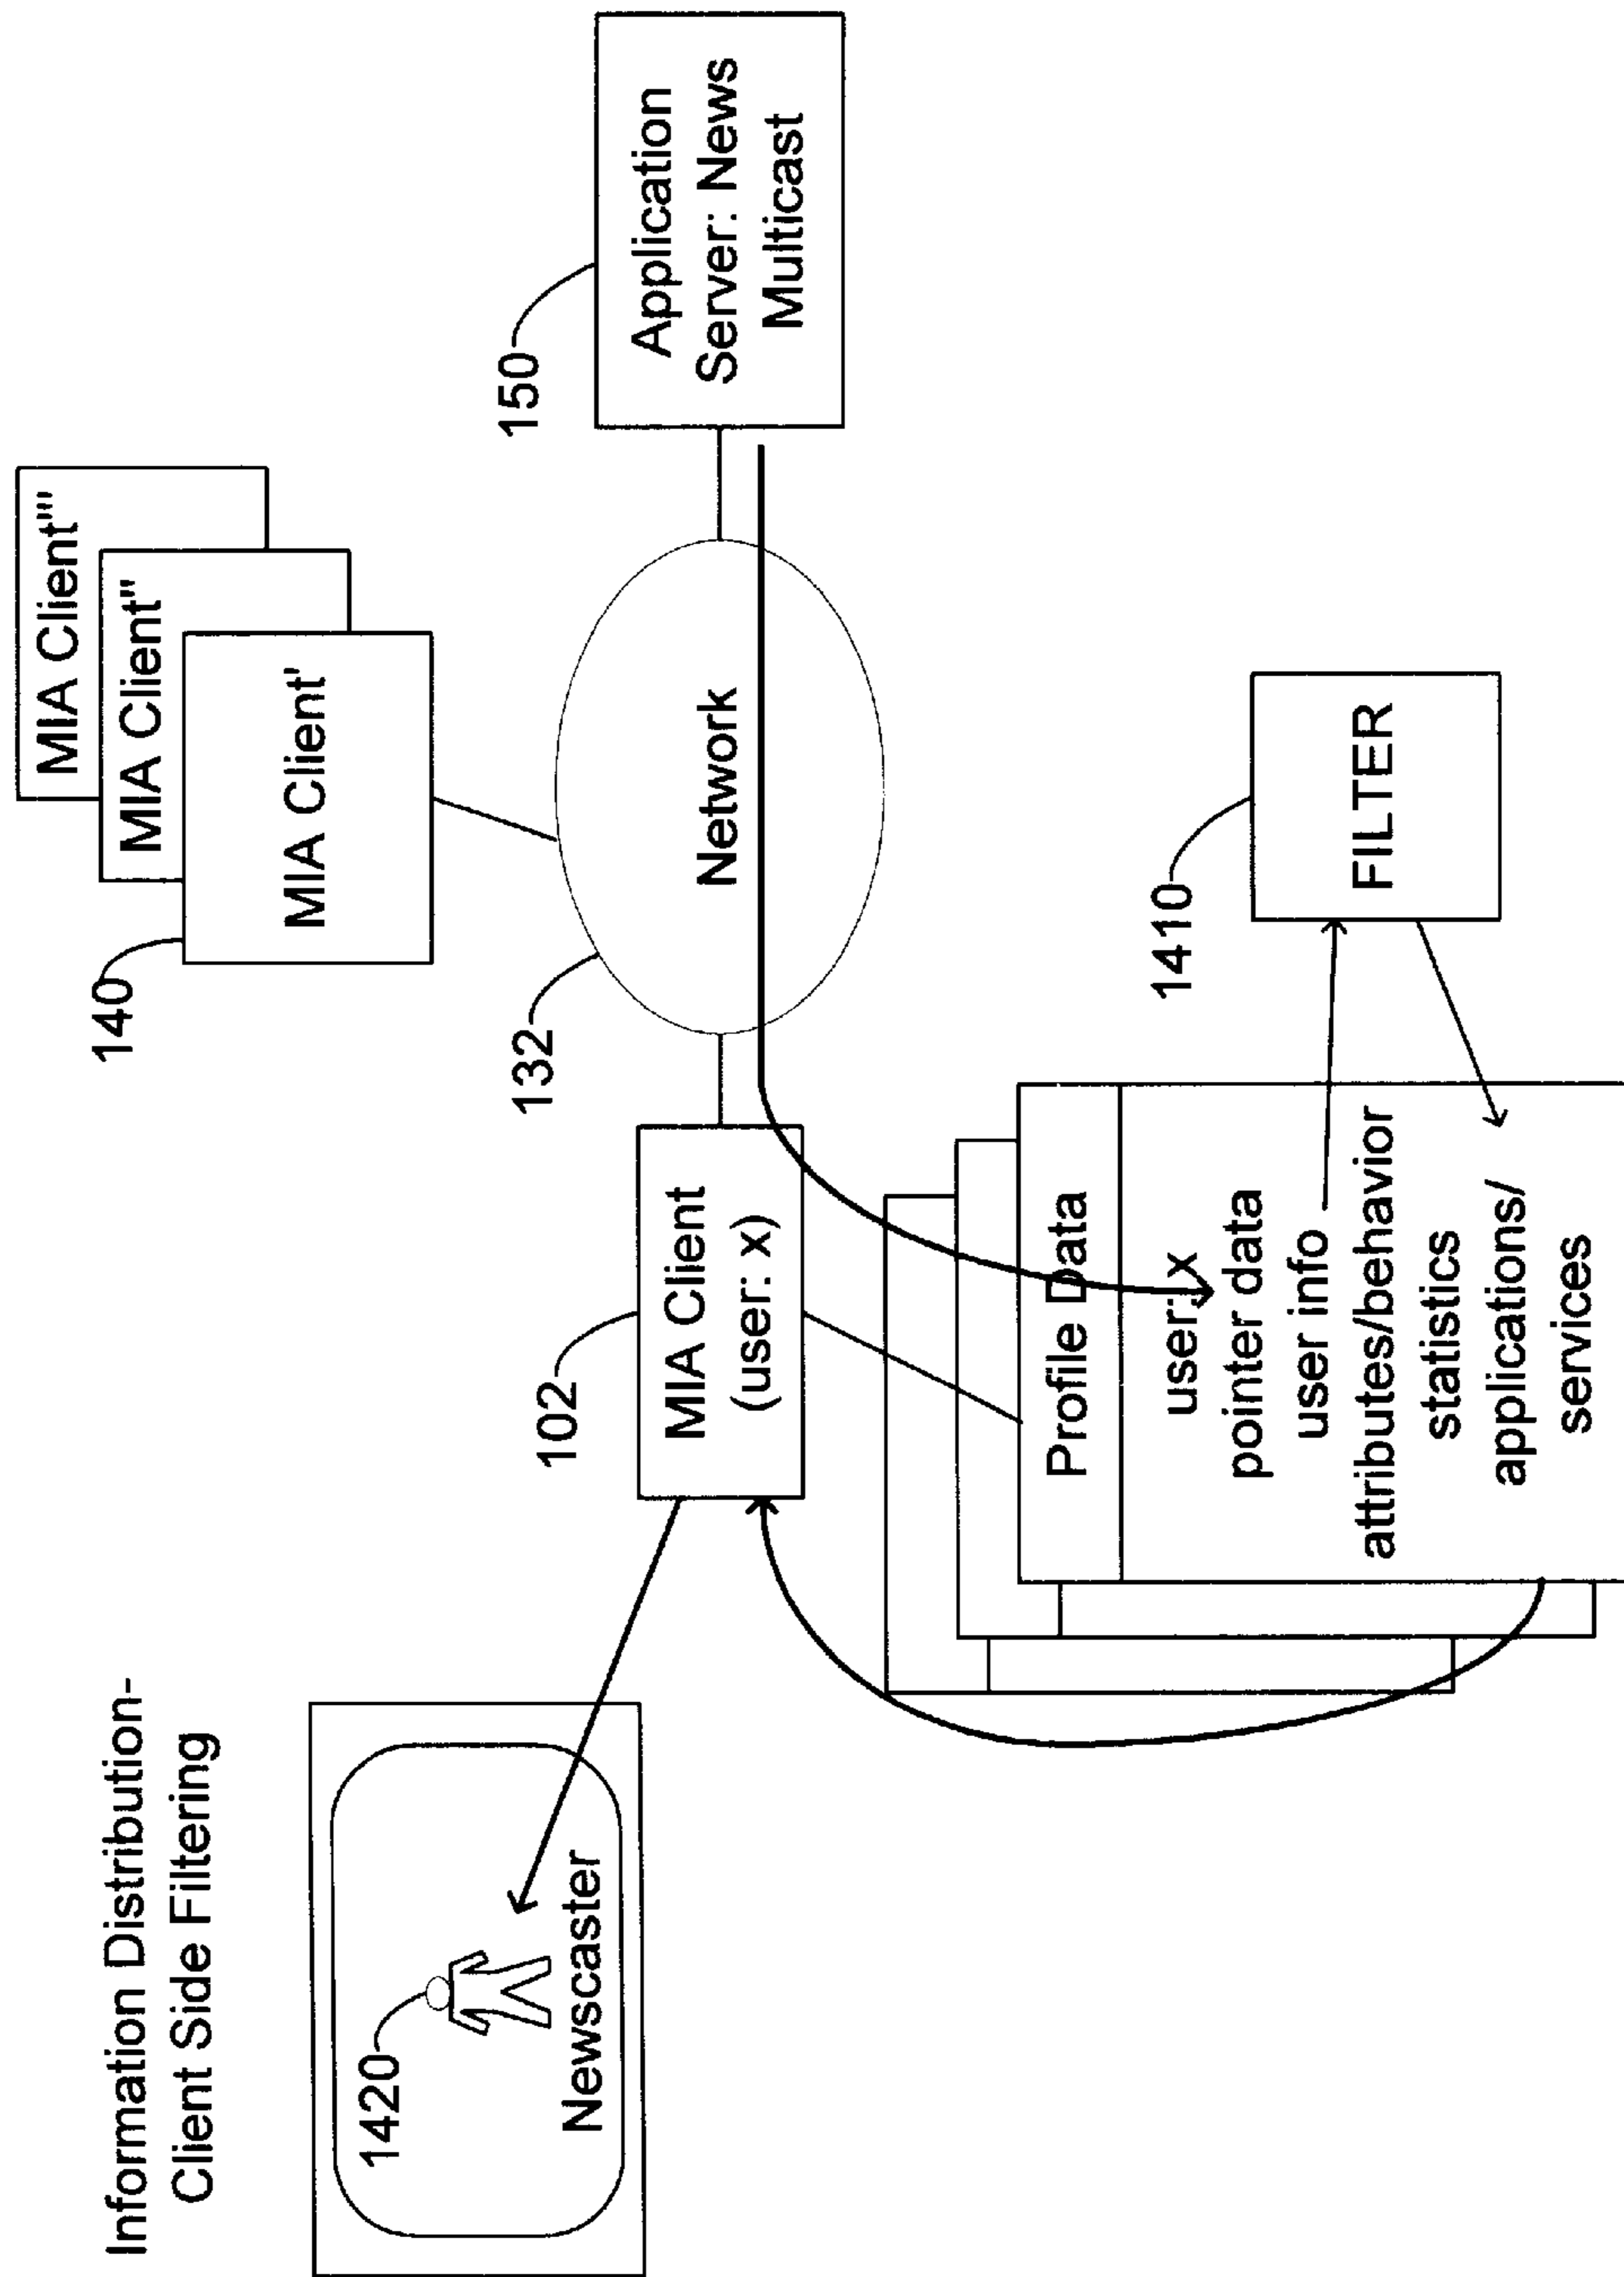 Information Distribution-
Client Side Filtering
1420
Newscaster
140
MIA Client'
MIA Client"
MIA Client"'
132
Network
150
Application
Server: News
Multicast
102
MIA Client
(user: x)
Profile Data
user: x
pointer data
user info
attributes/behavior
statistics
applications/
services
1410
FILTER